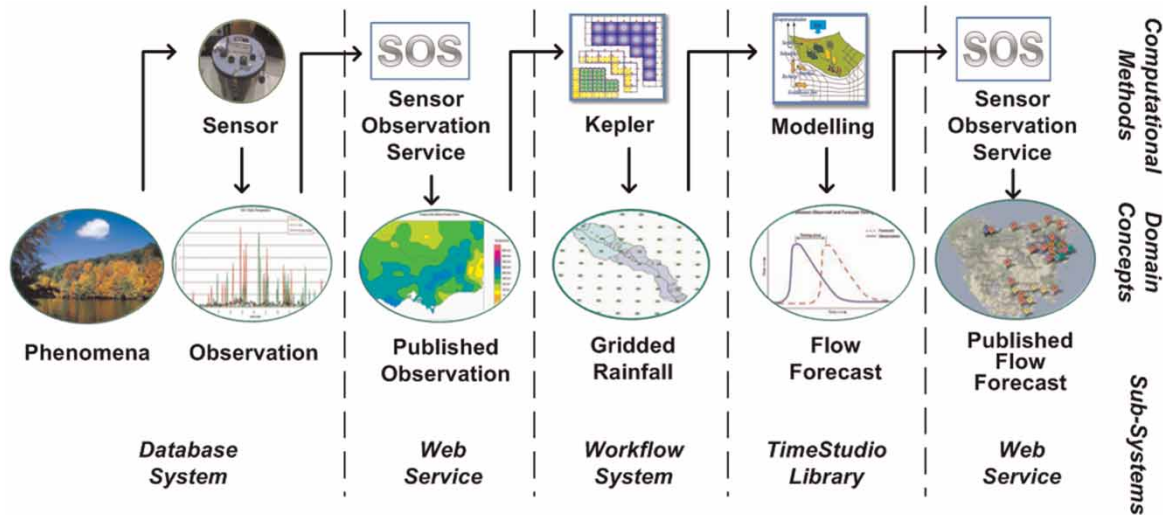 SOS
SOS
Sensor
Sensor
Observation
Service
Kepler
Modelling
Sensor
Observation
Service
Computational
Methods
Domain
Concepts
Phenomena
Observation
Published
Observation
Gridded
Rainfall
Flow
Forecast
Published
Flow
Forecast
Database
System
Web
Service
Workflow
System
TimeStudio
Library
Web
Service
Sub-Systems